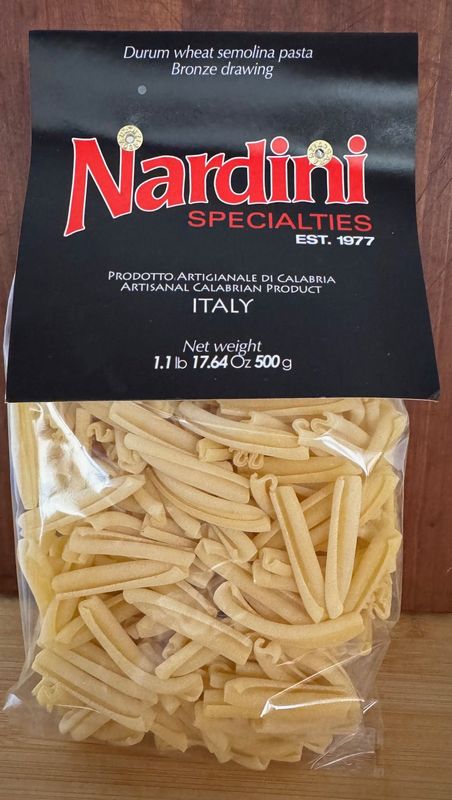 Durum wheat semolina pasta
Bronze drawing
Nardini
SPECIALTIES
EST. 1977
PRODOTTO ARTIGIANALE DI CALABRIA
ARTISANAL CALABRIAN PRODUCT
ITALY
Net weight
1.1 lb 17.64 Oz 500 g